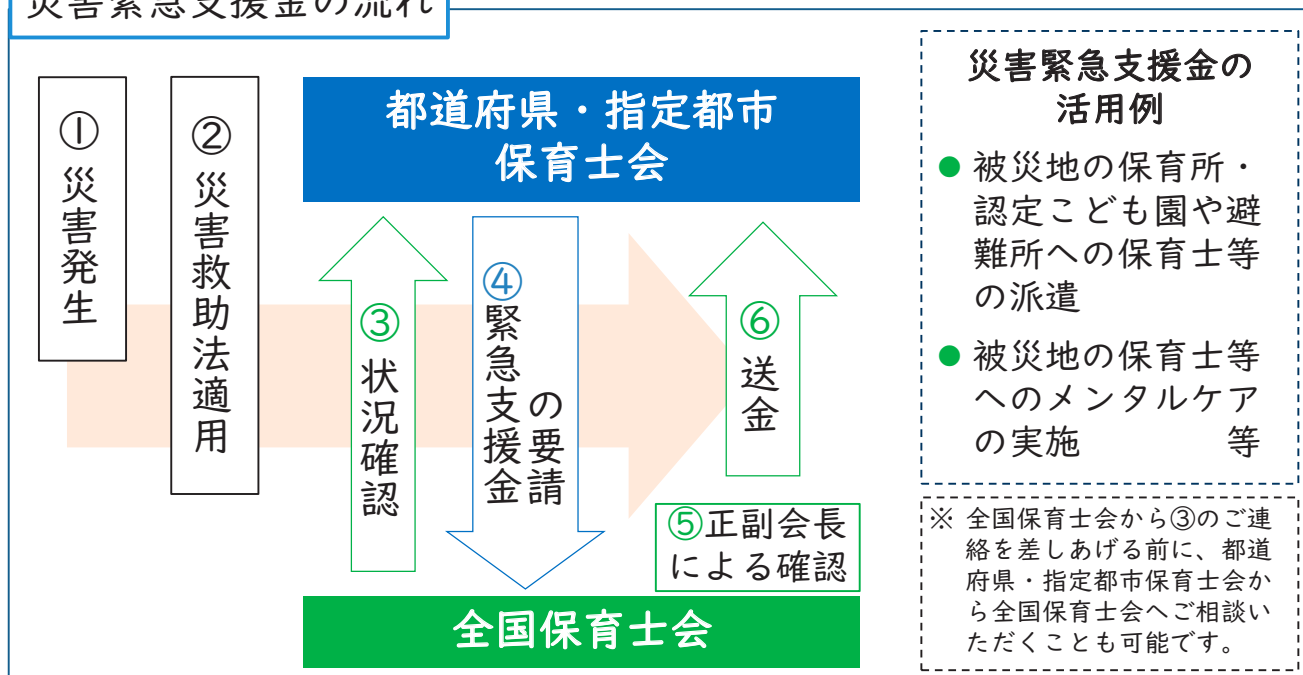 災害緊急支援金の流れ
①災害発生
②災害救助法適用
都道府県・指定都市
保育士会
③状況確認
④緊急支援金
の要請
⑤正副会長
による確認
⑥送金
全国保育士会
災害緊急支援金の
活用例
● 被災地の保育所・
認定こども園や避
難所への保育士等
の派遣
● 被災地の保育士等
へのメンタルケア
の実施 等
※ 全国保育士会から③のご連
絡を差しあげる前に、都道
府県・指定都市保育士会か
ら全国保育士会へご相談い
ただくことも可能です。